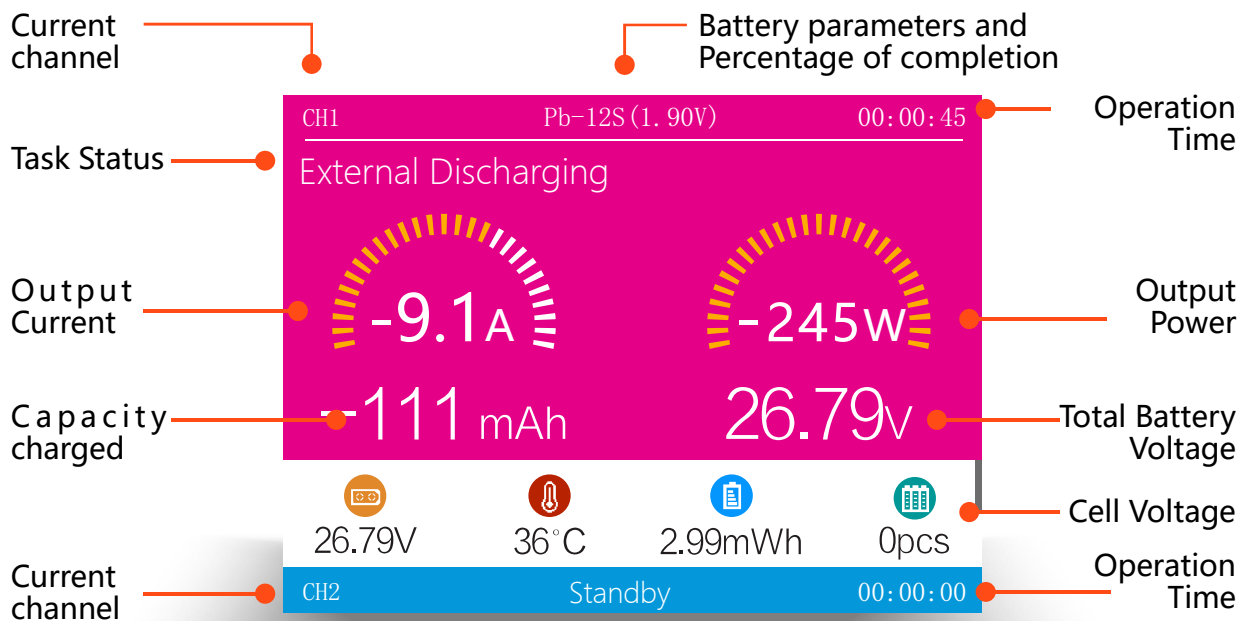 Current
channel
Battery parameters and
Percentage of completion
CH1 Pb-12S(1.90V) 00:00:45
Operation
Time
Task Status
External Discharging
Output
Current
-9.1A
-245W
Output
Power
Capacity
charged
-111 mAh
26.79V
Total Battery
Voltage
Cell Voltage
26.79V 36°C 2.99mWh 0pcs
Current
channel
CH2 Standby 00:00:00
Operation
Time